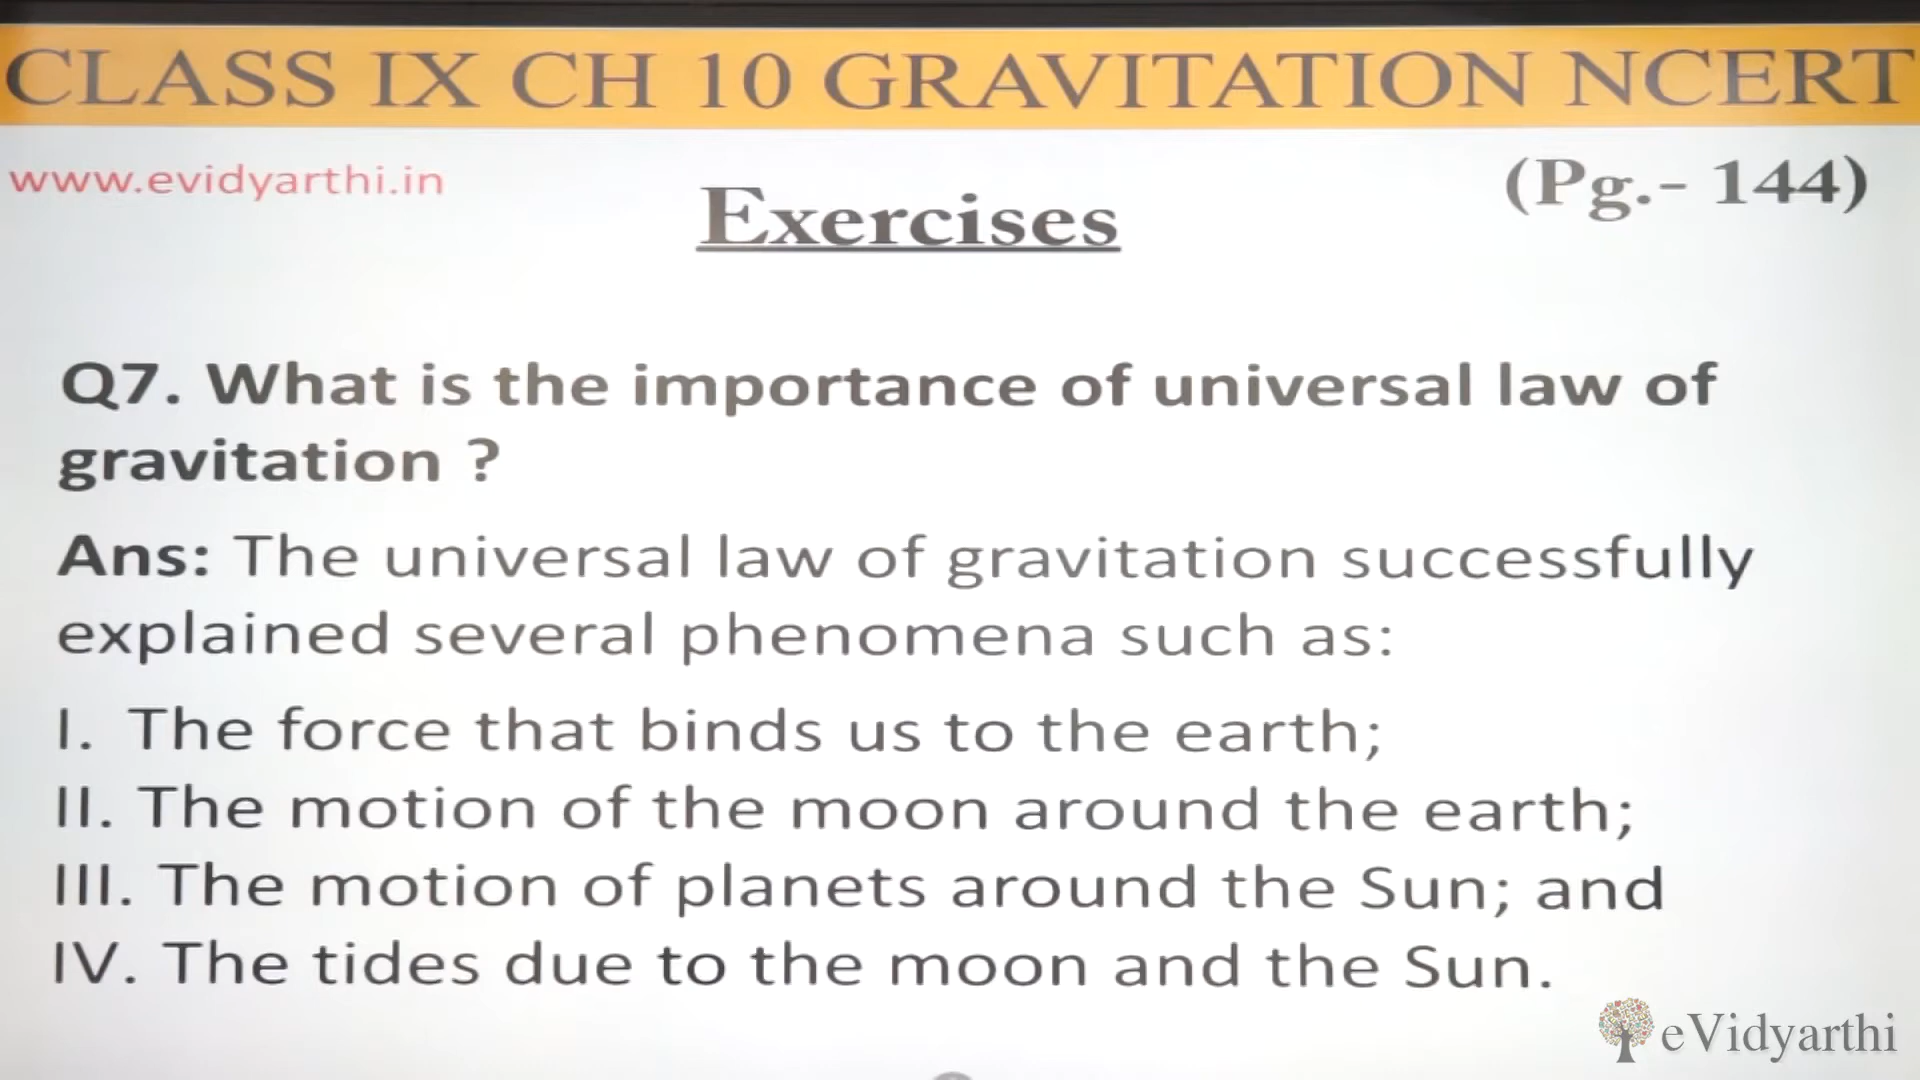 CLASS IX CH 10 GRAVITATION NCERT
www.evidyarthi.in
(Pg.- 144)
Exercises
Q7. What is the importance of universal law of
gravitation ?
Ans: The universal law of gravitation successfully
explained several phenomena such as:
I. The force that binds us to the earth;
II. The motion of the moon around the earth;
III. The motion of planets around the Sun; and
IV. The tides due to the moon and the Sun.
eVidyarthi